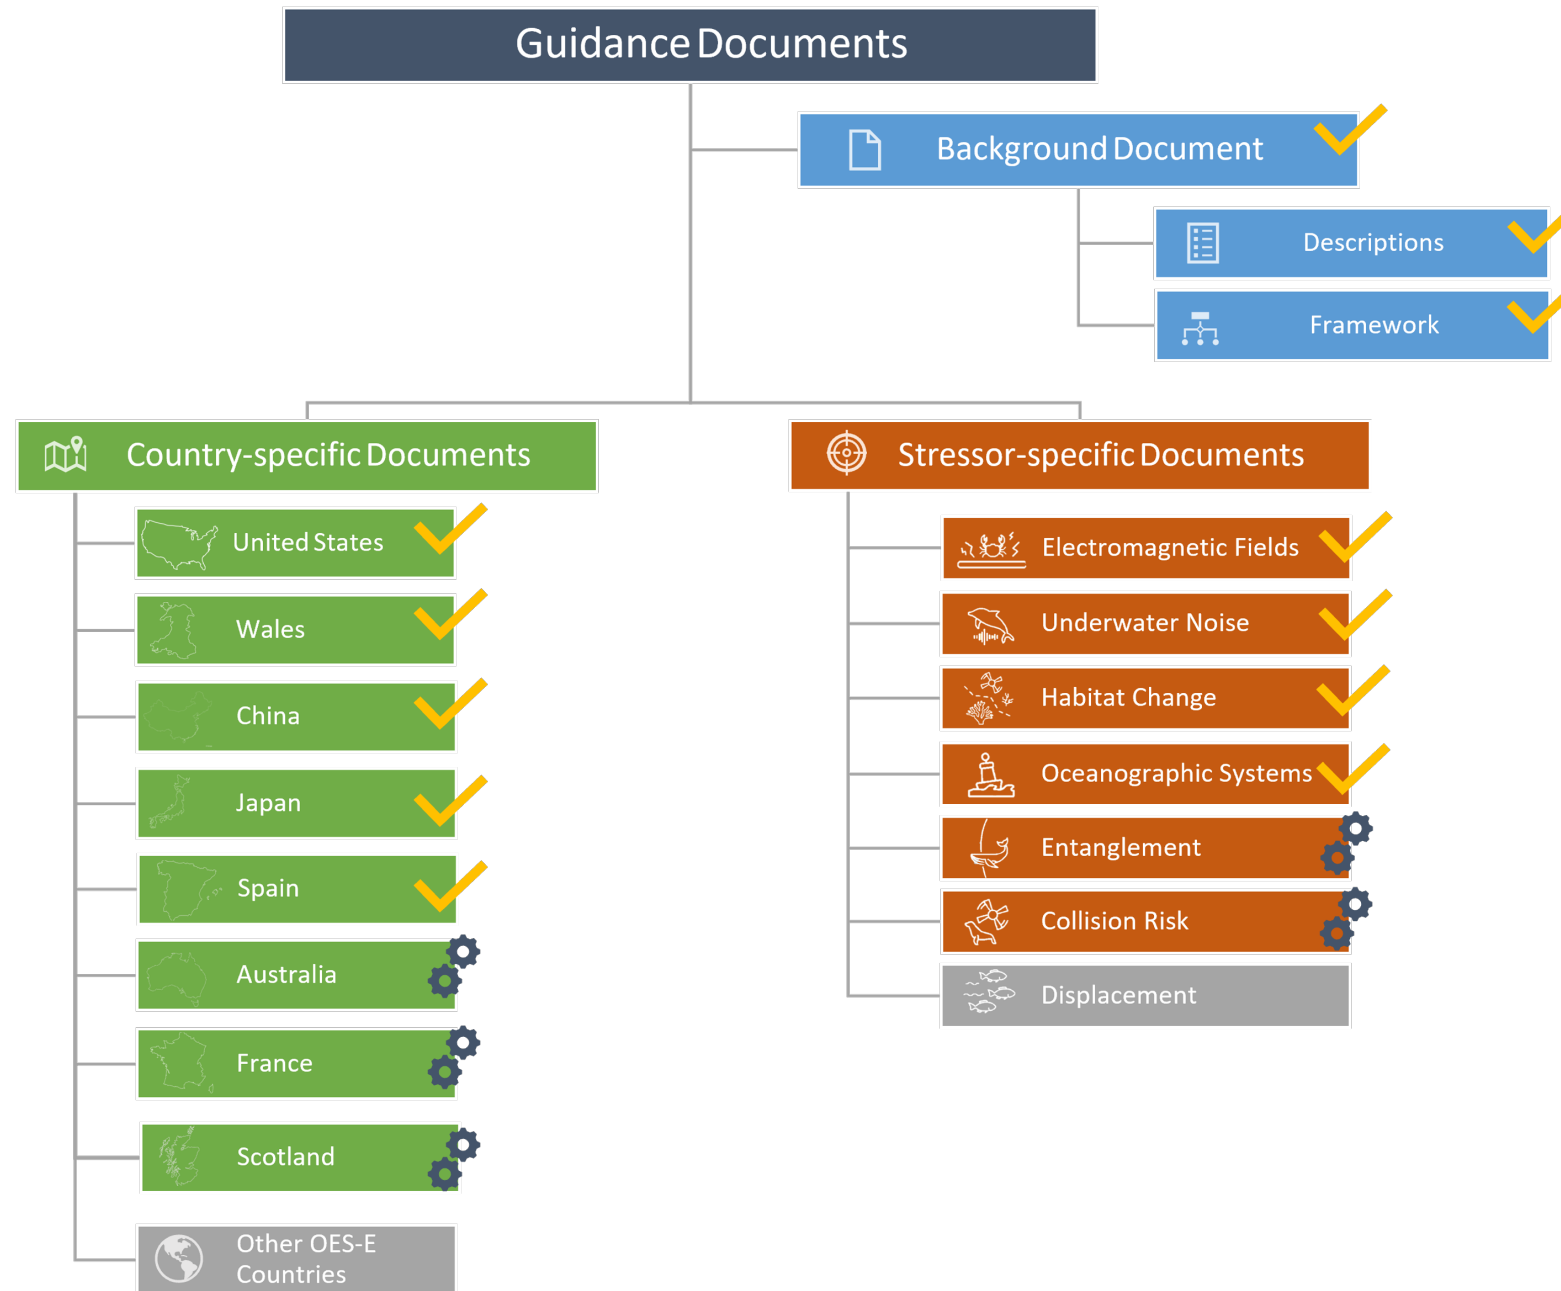 Guidance Documents
Background Document
Descriptions
Framework
Country-specific Documents
United States
Wales
China
Japan
Spain
Australia
France
Scotland
Other OES-E
Countries
Stressor-specific Documents
Electromagnetic Fields
Underwater Noise
Habitat Change
Oceanographic Systems
Entanglement
Collision Risk
Displacement